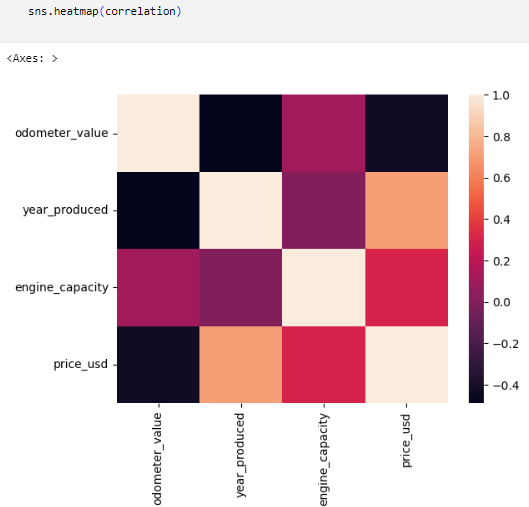 sns.heatmap(correlation)
<Axes: >
odometer_value
year_produced
engine_capacity
price_usd
1.0
0.8
0.6
0.4
0.2
0.0
−0.2
−0.4
odometer_value
year_produced
engine_capacity
price_usd